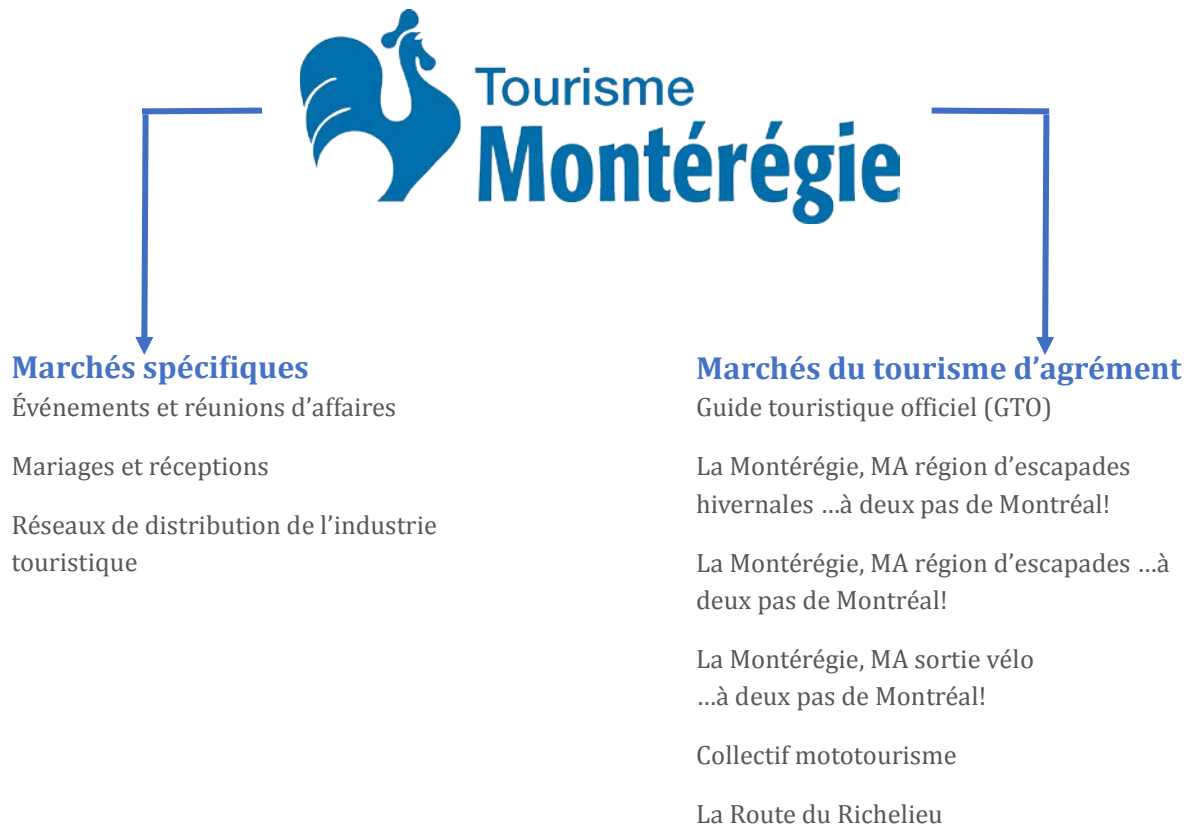 Tourisme
Montérégie
Marchés spécifiques
Événements et réunions d’affaires
Mariages et réceptions
Réseaux de distribution de l’industrie
touristique
Marchés du tourisme d’agrément
Guide touristique officiel (GTO)
La Montérégie, MA région d’escapades
hivernales …à deux pas de Montréal!
La Montérégie, MA région d’escapades …à
deux pas de Montréal!
La Montérégie, MA sortie vélo
…à deux pas de Montréal!
Collectif mototourisme
La Route du Richelieu